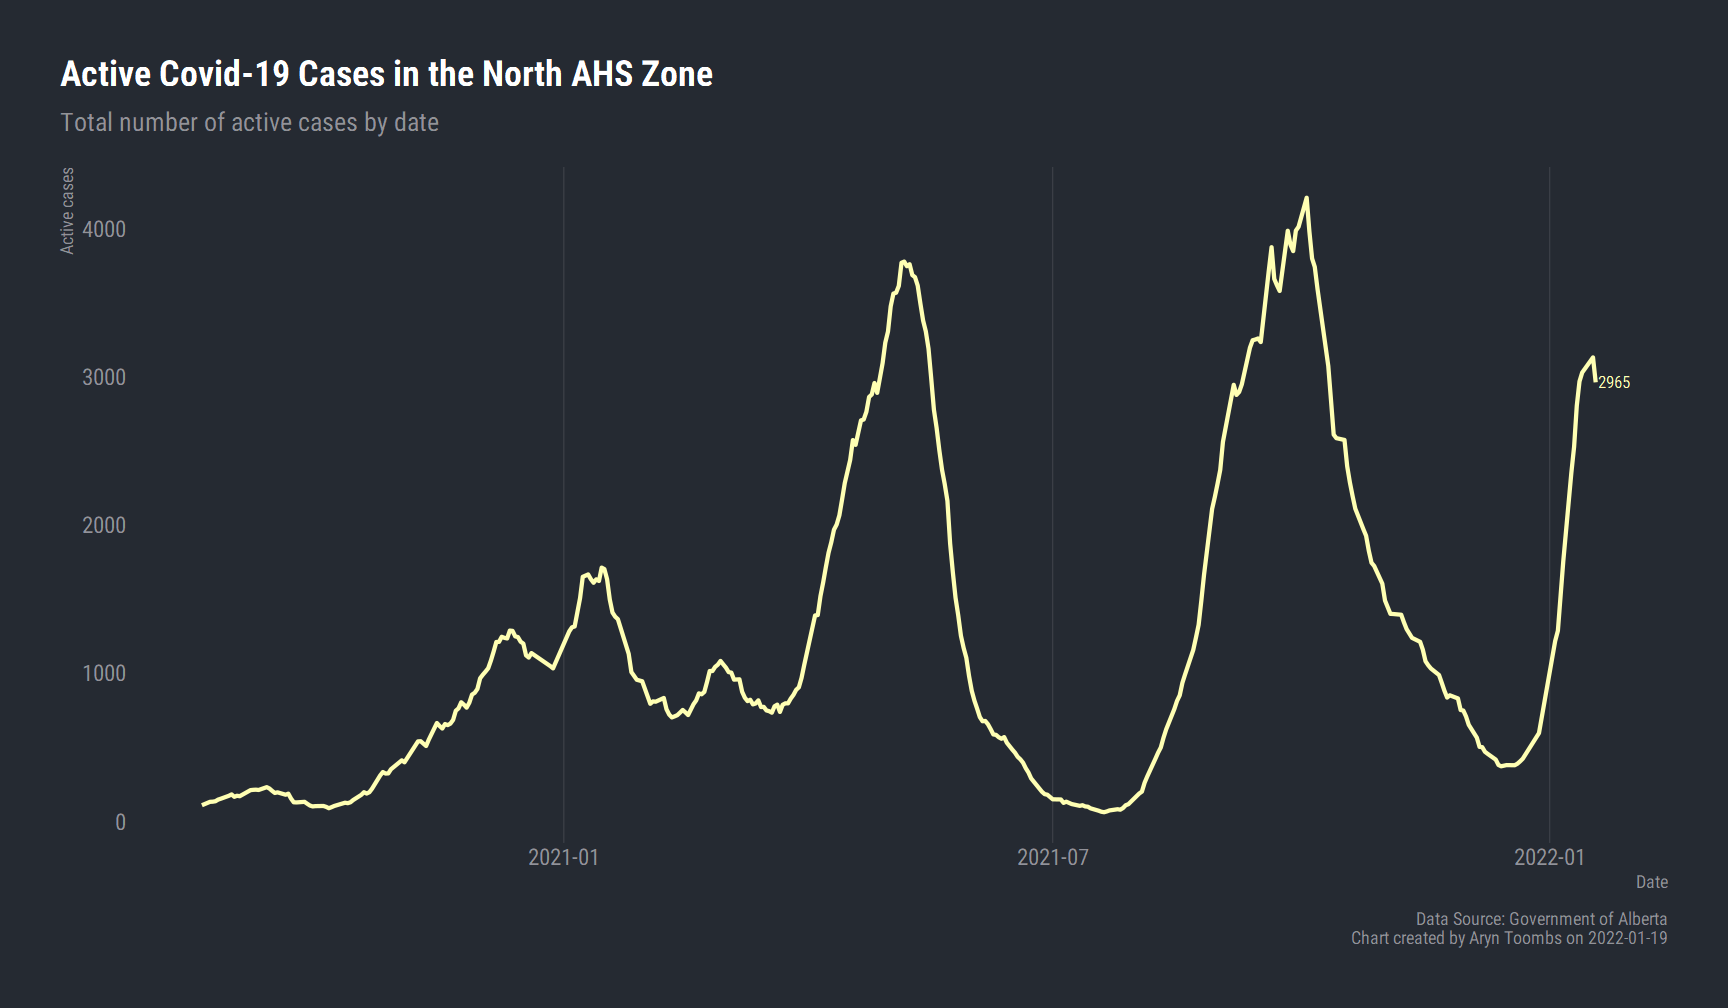 Active Covid-19 Cases in the North AHS Zone
Total number of active cases by date
Active cases
4000
3000
2000
1000
0
2965
2021-01
2021-07
2022-01
Date
Data Source: Government of Alberta
Chart created by Aryn Toombs on 2022-01-19